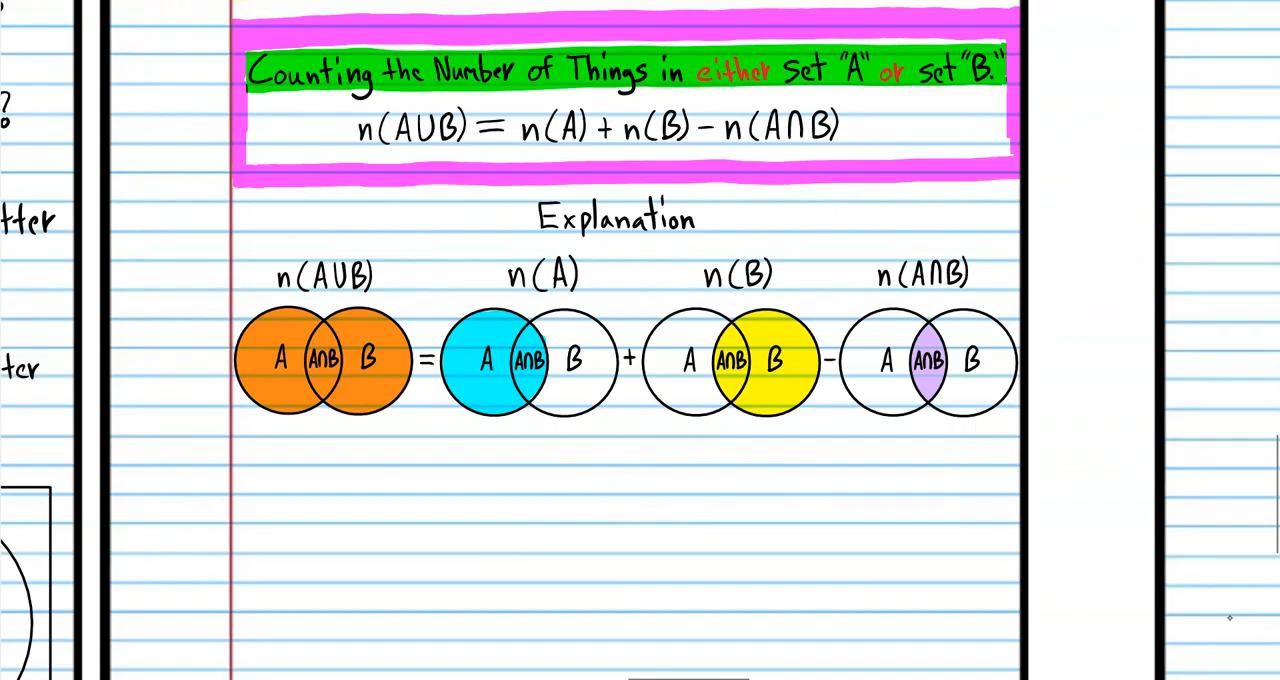 Counting the Number of Things in either set "A" or set "B."
n(A∪B) = n(A) + n(B) − n(A∩B)
?
tter
Explanation
n(A∪B) n(A) n(B) n(A∩B)
A A∩B B = A A∩B B + A A∩B B − A A∩B B
ter